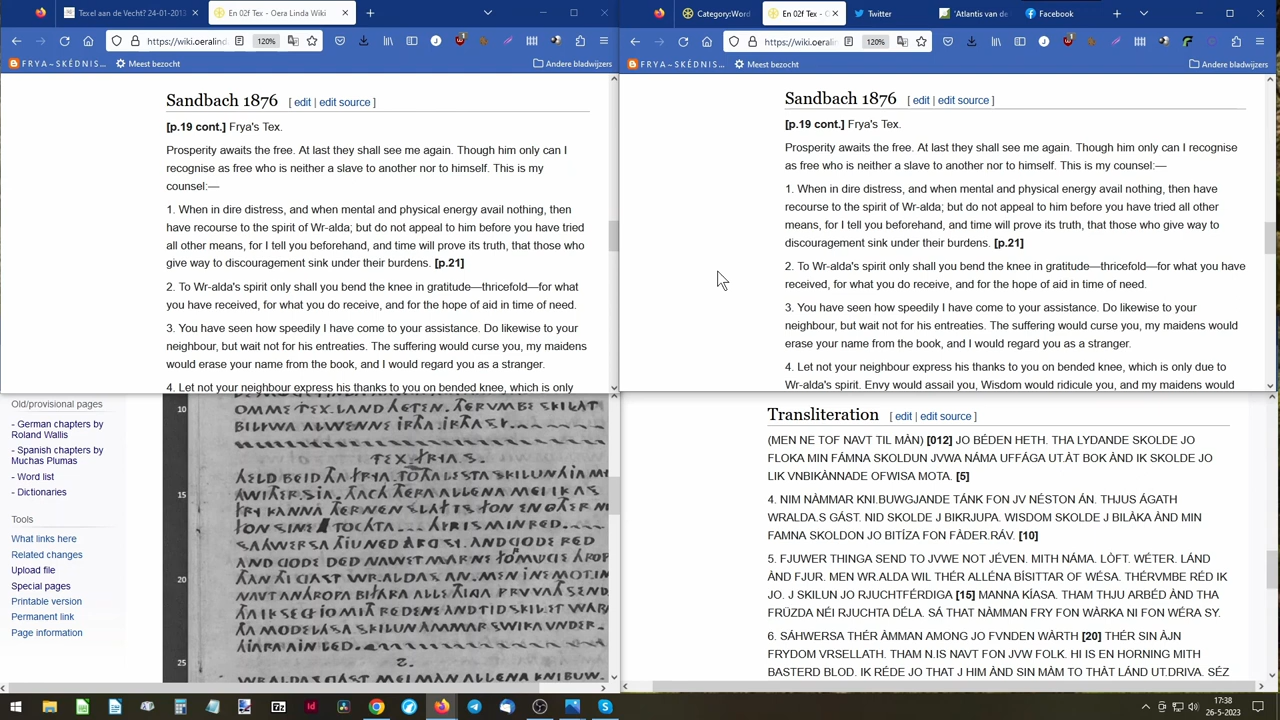 Texel aan de Vecht? 24-01-2013
En 02f Tex - Oera Linda Wiki
https://wiki.oeralind
120%
FRYA~SKÉDNIS...
Meest bezocht
Andere bladwijzers
Sandbach 1876 [ edit | edit source ]
[p.19 cont.] Frya's Tex.
Prosperity awaits the free. At last they shall see me again. Though him only can I
recognise as free who is neither a slave to another nor to himself. This is my
counsel:—
1. When in dire distress, and when mental and physical energy avail nothing, then
have recourse to the spirit of Wr-alda; but do not appeal to him before you have tried
all other means, for I tell you beforehand, and time will prove its truth, that those who
give way to discouragement sink under their burdens. [p.21]
2. To Wr-alda's spirit only shall you bend the knee in gratitude—thricefold—for what
you have received, for what you do receive, and for the hope of aid in time of need.
3. You have seen how speedily I have come to your assistance. Do likewise to your
neighbour, but wait not for his entreaties. The suffering would curse you, my maidens
would erase your name from the book, and I would regard you as a stranger.
4. Let not your neighbour express his thanks to you on bended knee, which is only
Category:Word
En 02f Tex - O
Twitter
'Atlantis van de
Facebook
https://wiki.oeralind
120%
FRYA~SKÉDNIS...
Meest bezocht
Andere bladwijzers
Sandbach 1876 [ edit | edit source ]
[p.19 cont.] Frya's Tex.
Prosperity awaits the free. At last they shall see me again. Though him only can I recognise
as free who is neither a slave to another nor to himself. This is my counsel:—
1. When in dire distress, and when mental and physical energy avail nothing, then have
recourse to the spirit of Wr-alda; but do not appeal to him before you have tried all other
means, for I tell you beforehand, and time will prove its truth, that those who give way to
discouragement sink under their burdens. [p.21]
2. To Wr-alda's spirit only shall you bend the knee in gratitude—thricefold—for what you have
received, for what you do receive, and for the hope of aid in time of need.
3. You have seen how speedily I have come to your assistance. Do likewise to your
neighbour, but wait not for his entreaties. The suffering would curse you, my maidens would
erase your name from the book, and I would regard you as a stranger.
4. Let not your neighbour express his thanks to you on bended knee, which is only due to
Wr-alda's spirit. Envy would assail you, Wisdom would ridicule you, and my maidens would
Old/provisional pages
- German chapters by
Roland Wallis
- Spanish chapters by
Muchas Plumas
- Word list
- Dictionaries
Tools
What links here
Related changes
Upload file
Special pages
Printable version
Permanent link
Page information
10
15
20
25
Transliteration [ edit | edit source ]
(MEN NE TOF NAVT TIL MÀN) [012] JO BÉDEN HETH. THA LYDANDE SKOLDE JO
FLOKA MIN FÁMNA SKOLDUN JVWA NÁMA UFFÁGA UT.ÀT BOK ÀND IK SKOLDE JO
LIK VNBIKÀNNADE OFWISA MOTA. [5]
4. NIM NÀMMAR KNI.BUWGJANDE TÁNK FON JV NÉSTON ÁN. THJUS ÁGATH
WRALDA.S GÁST. NID SKOLDE J BIKRJUPA. WISDOM SKOLDE J BILÁKA ÀND MIN
FAMNA SKOLDON JO BITÍZA FON FÀDER.RÁV. [10]
5. FJUWER THINGA SEND TO JVWE NOT JÉVEN. MITH NÁMA. LÒFT. WÉTER. LÁND
ÀND FJUR. MEN WR.ALDA WIL THÉR ALLÉNA BÍSITTAR OF WÉSA. THÉRVMBE RÉD IK
JO. J SKILUN JO RJUCHTFÉRDIGA [15] MANNA KÍASA. THAM THJU ARBÉD ÀND THA
FRÜZDA NÉI RJUCHTA DÉLA. SÁ THAT NÀMMAN FRY FON WÀRKA NI FON WÉRA SY.
6. SÁHWERSA THÉR ÀMMAN AMONG JO FVNDEN WÀRTH [20] THÉR SIN ÀJN
FRYDOM VRSELLATH. THAM N.IS NAVT FON JVW FOLK. HI IS EN HORNING MITH
BASTERD BLOD. IK RÉDE JO THAT J HIM ÀND SIN MÀM TO THÀT LÁND UT.DRIVA. SÉZ
17:38
26-5-2023